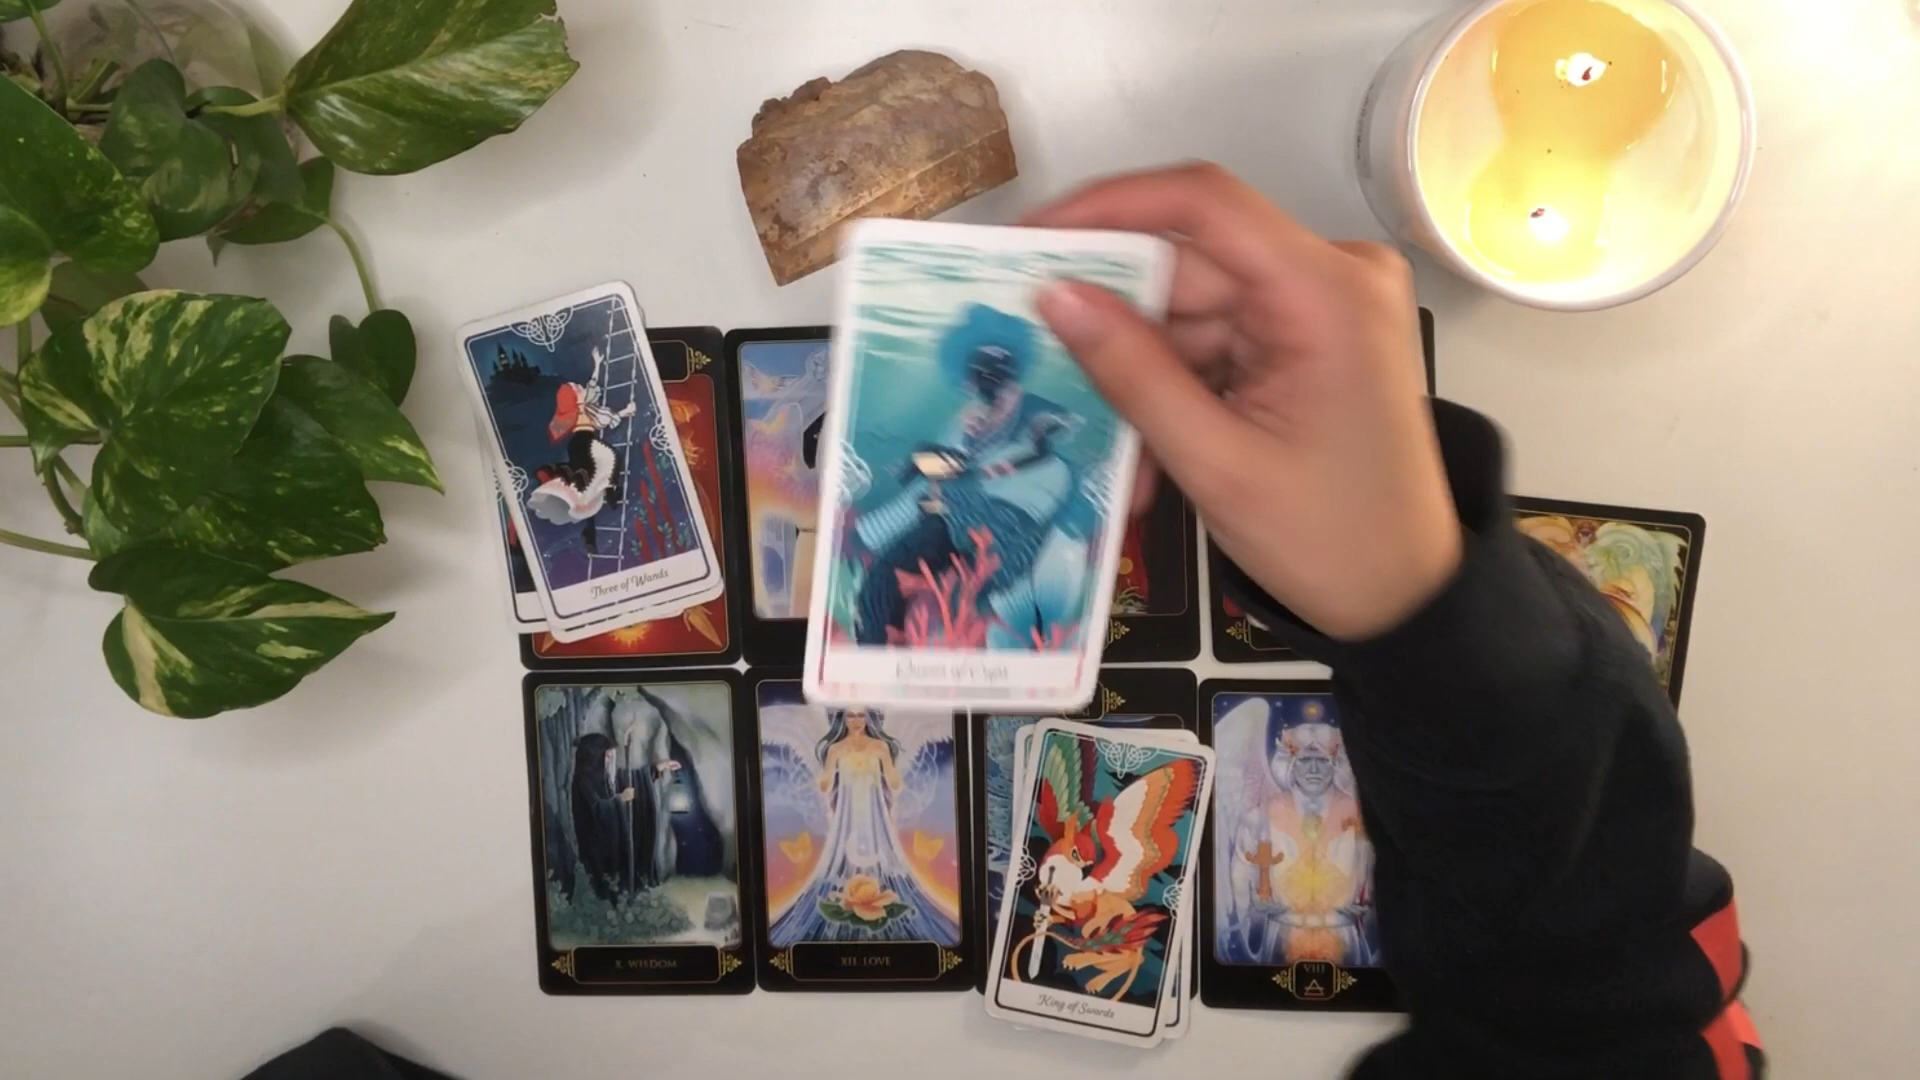 Three of Wands
X. WISDOM
XII. LOVE
King of Swords
VIII